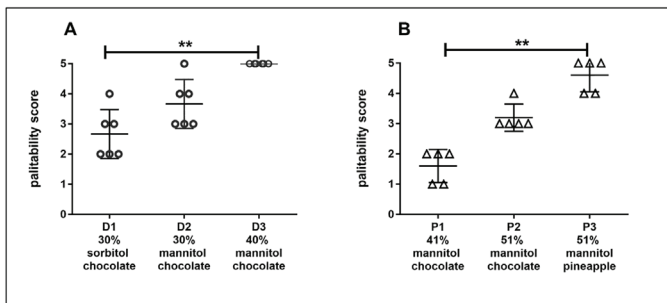 A
**
palitability score
5
4
3
2
1
0
D1
30%
sorbitol
chocolate
D2
30%
mannitol
chocolate
D3
40%
mannitol
chocolate
B
**
palitability score
5
4
3
2
1
0
P1
41%
mannitol
chocolate
P2
51%
mannitol
chocolate
P3
51%
mannitol
pineapple